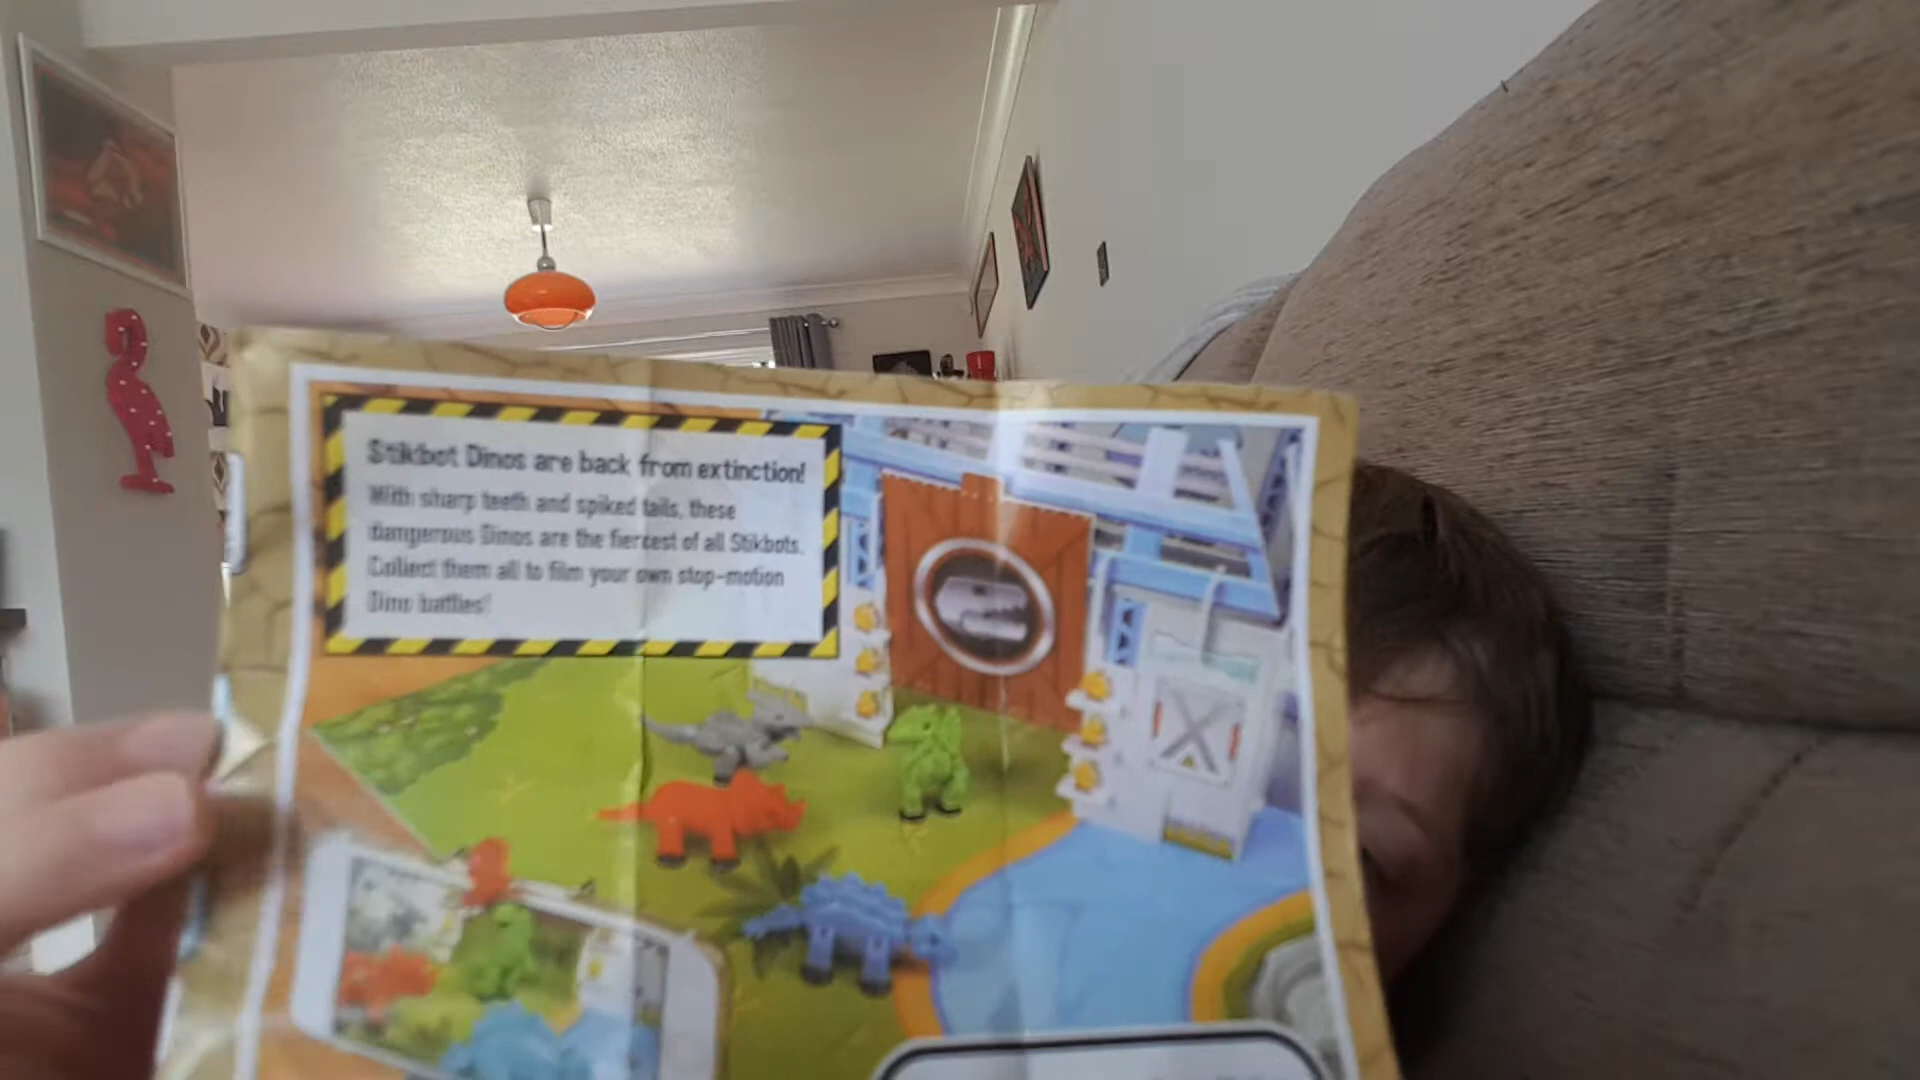 Stikbot Dinos are back from extinction!
With sharp teeth and spiked tails, these
dangerous Dinos are the fiercest of all Stikbots.
Collect them all to film your own stop-motion
Dino battles!